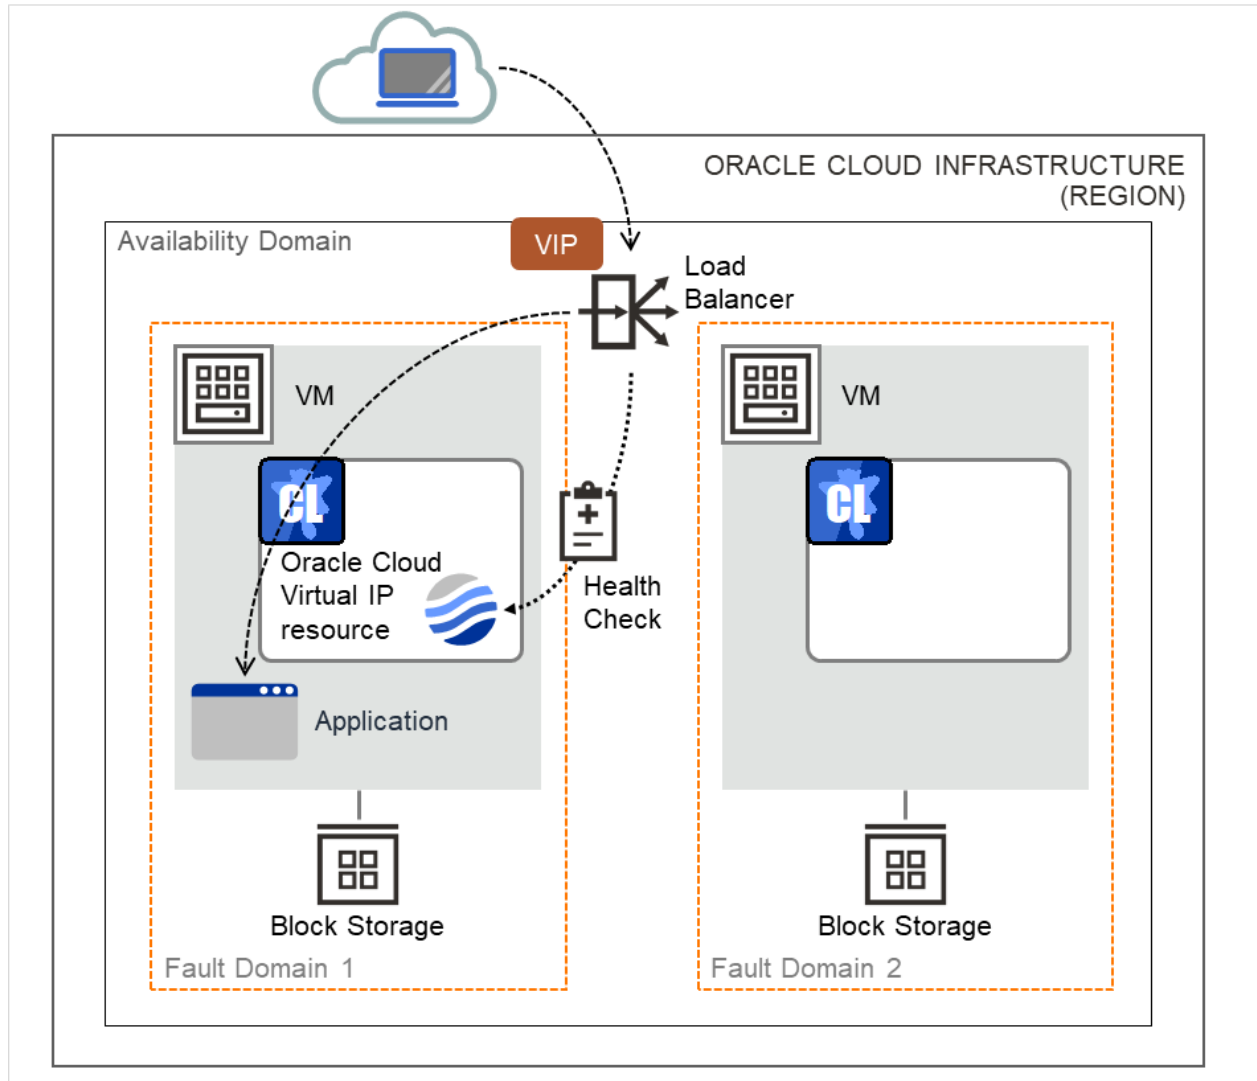 ORACLE CLOUD INFRASTRUCTURE
(REGION)
Availability Domain
VIP
Load
Balancer
VM
CL
Oracle Cloud
Virtual IP
resource
Health
Check
Application
Block Storage
Fault Domain 1
VM
CL
Block Storage
Fault Domain 2